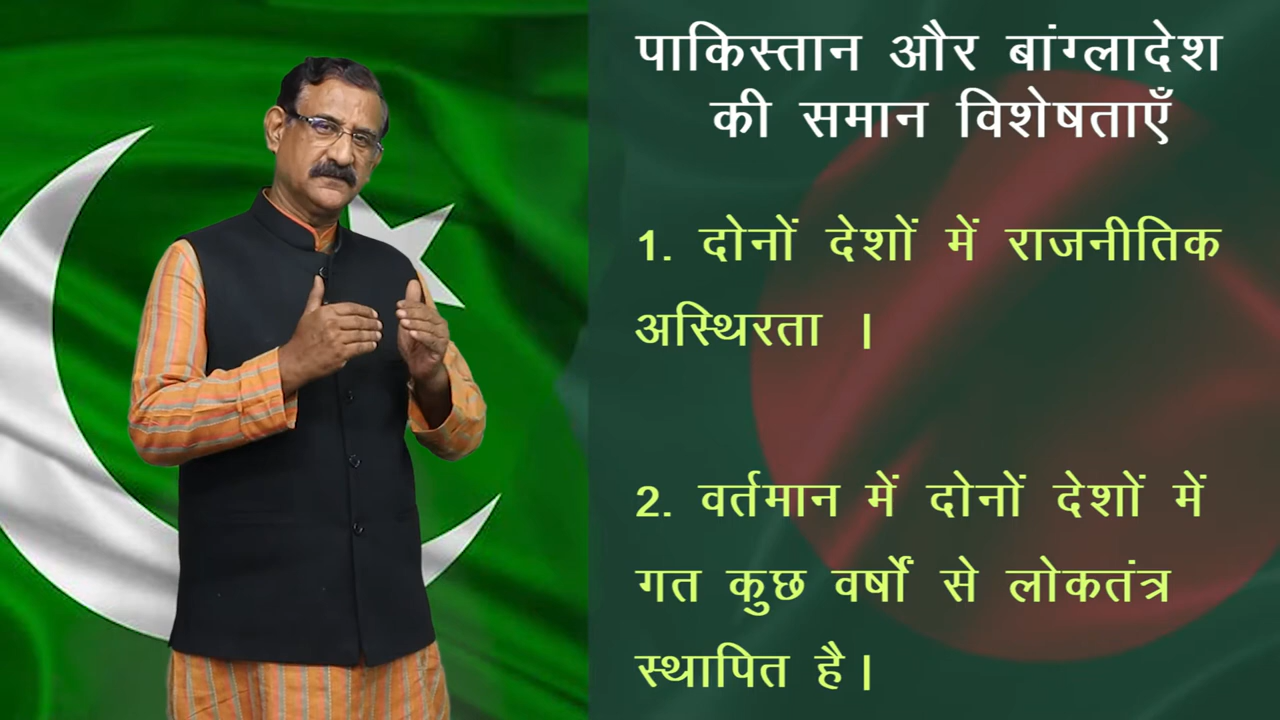 पाकिस्तान और बांग्लादेश
की समान विशेषताएँ
1. दोनों देशों में राजनीतिक
अस्थिरता ।
2. वर्तमान में दोनों देशों में
गत कुछ वर्षों से लोकतंत्र
स्थापित है।